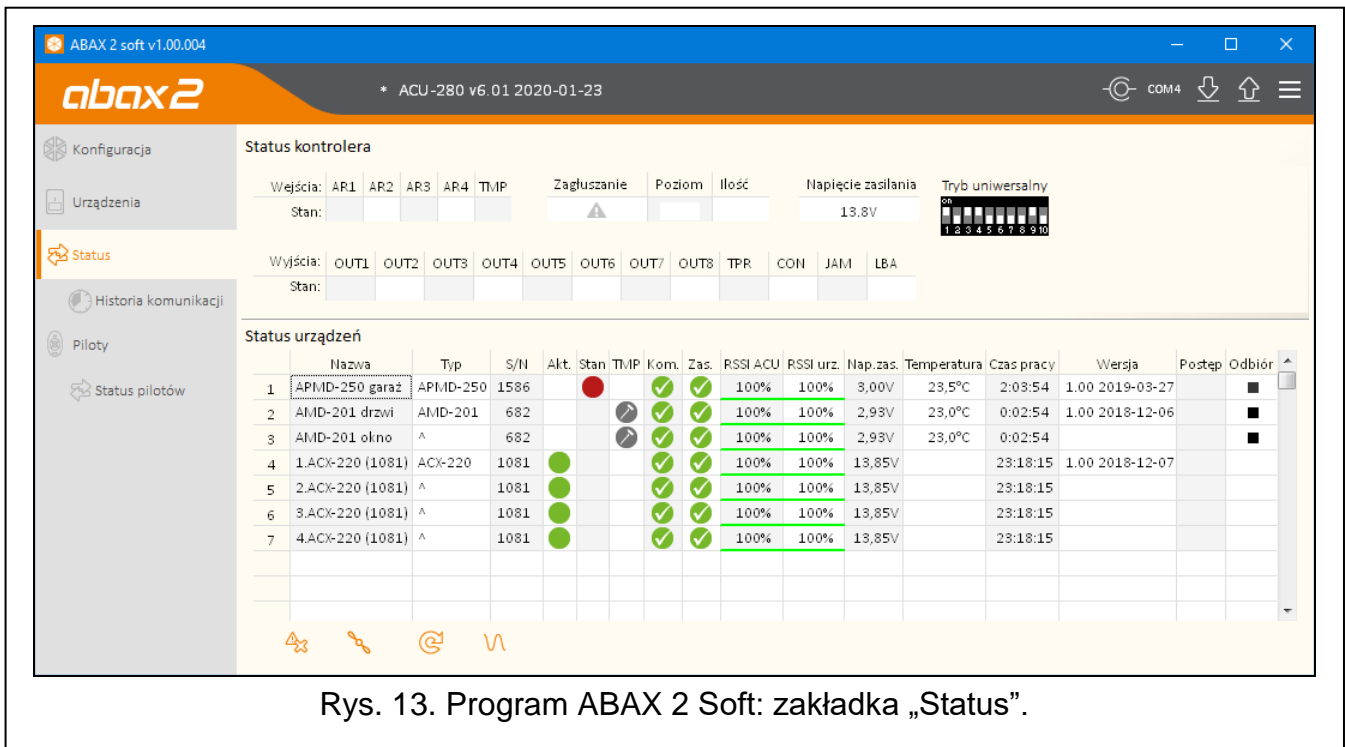 ABAX 2 soft v1.00.004
abax2
* ACU-280 v6.01 2020-01-23
COM4
Konfiguracja
Urządzenia
Status
Historia komunikacji
Piloty
Status pilotów
Status kontrolera
Wejścia: AR1 AR2 AR3 AR4 TMP Zagłuszanie Poziom Ilość Napięcie zasilania Tryb uniwersalny
Stan: 13.8V
on
1 2 3 4 5 6 7 8 9 10
Wyjścia: OUT1 OUT2 OUT3 OUT4 OUT5 OUT6 OUT7 OUT8 TPR CON JAM LBA
Stan:
Status urządzeń
Nazwa Typ S/N Akt. Stan TMP Kom. Zas. RSSI ACU RSSI urz. Nap.zas. Temperatura Czas pracy Wersja Postęp Odbiór
1 APMD-250 garaż APMD-250 1586 100% 100% 3,00V 23,5°C 2:03:54 1.00 2019-03-27
2 AMD-201 drzwi AMD-201 682 100% 100% 2,93V 23,0°C 0:02:54 1.00 2018-12-06
3 AMD-201 okno ^ 682 100% 100% 2,93V 23,0°C 0:02:54
4 1.ACX-220 (1081) ACX-220 1081 100% 100% 13,85V 23:18:15 1.00 2018-12-07
5 2.ACX-220 (1081) ^ 1081 100% 100% 13,85V 23:18:15
6 3.ACX-220 (1081) ^ 1081 100% 100% 13,85V 23:18:15
7 4.ACX-220 (1081) ^ 1081 100% 100% 13,85V 23:18:15
Rys. 13. Program ABAX 2 Soft: zakładka „Status”.